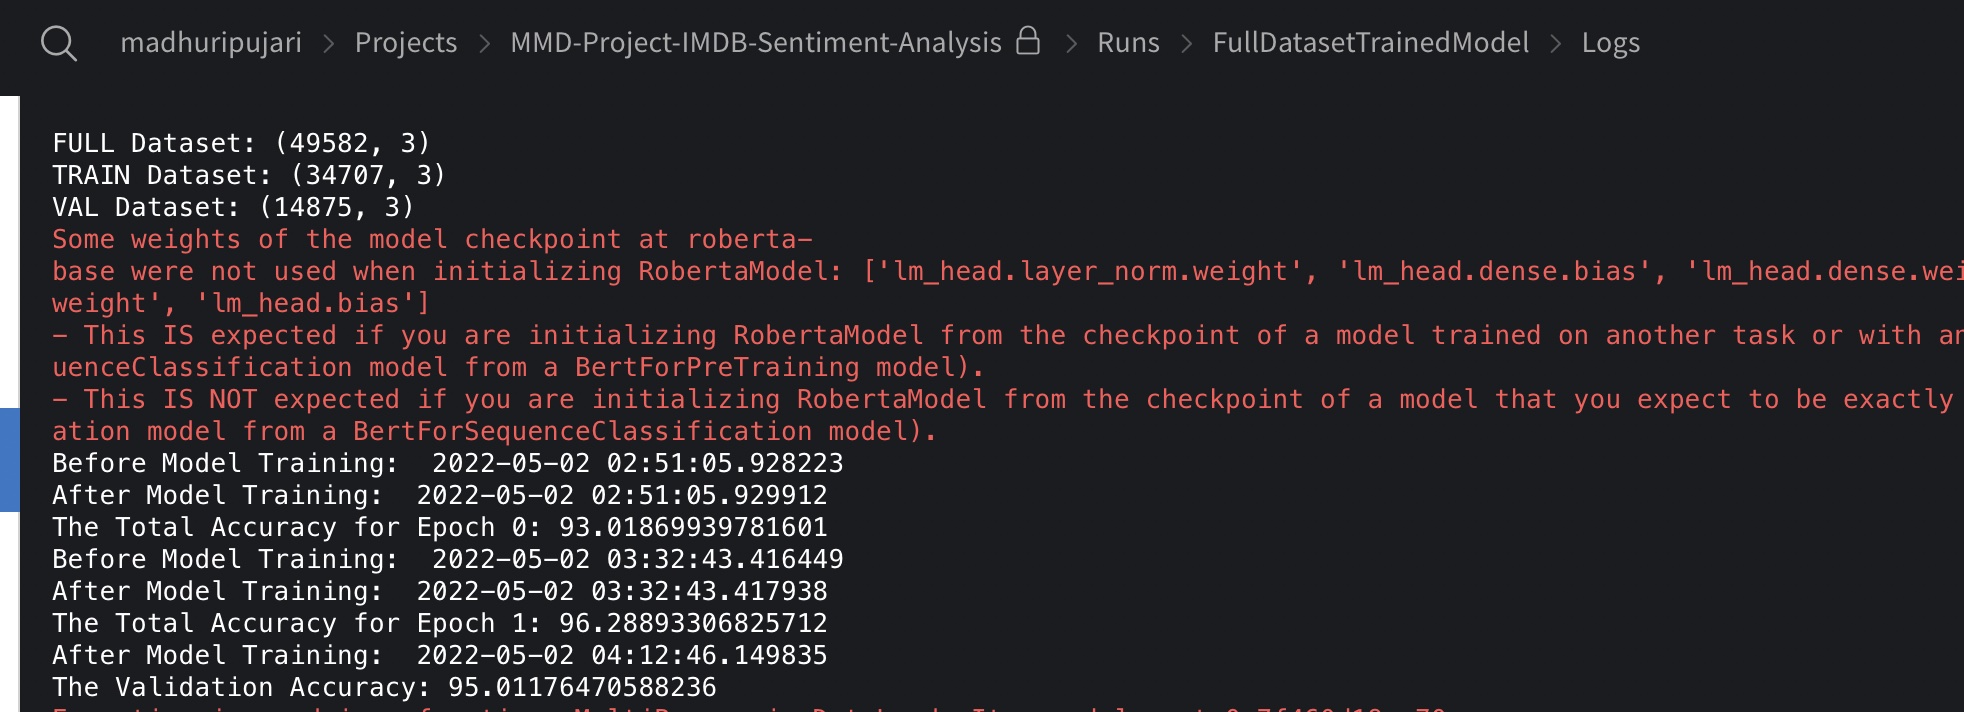 madhuripujari > Projects > MMD-Project-IMDB-Sentiment-Analysis > Runs > FullDatasetTrainedModel > Logs
FULL Dataset: (49582, 3)
TRAIN Dataset: (34707, 3)
VAL Dataset: (14875, 3)
Some weights of the model checkpoint at roberta-
base were not used when initializing RobertaModel: ['lm_head.layer_norm.weight', 'lm_head.dense.bias', 'lm_head.dense.wei
weight', 'lm_head.bias']
- This IS expected if you are initializing RobertaModel from the checkpoint of a model trained on another task or with an
uenceClassification model from a BertForPreTraining model).
- This IS NOT expected if you are initializing RobertaModel from the checkpoint of a model that you expect to be exactly
ation model from a BertForSequenceClassification model).
Before Model Training:  2022-05-02 02:51:05.928223
After Model Training:  2022-05-02 02:51:05.929912
The Total Accuracy for Epoch 0: 93.01869939781601
Before Model Training:  2022-05-02 03:32:43.416449
After Model Training:  2022-05-02 03:32:43.417938
The Total Accuracy for Epoch 1: 96.28893306825712
After Model Training:  2022-05-02 04:12:46.149835
The Validation Accuracy: 95.01176470588236